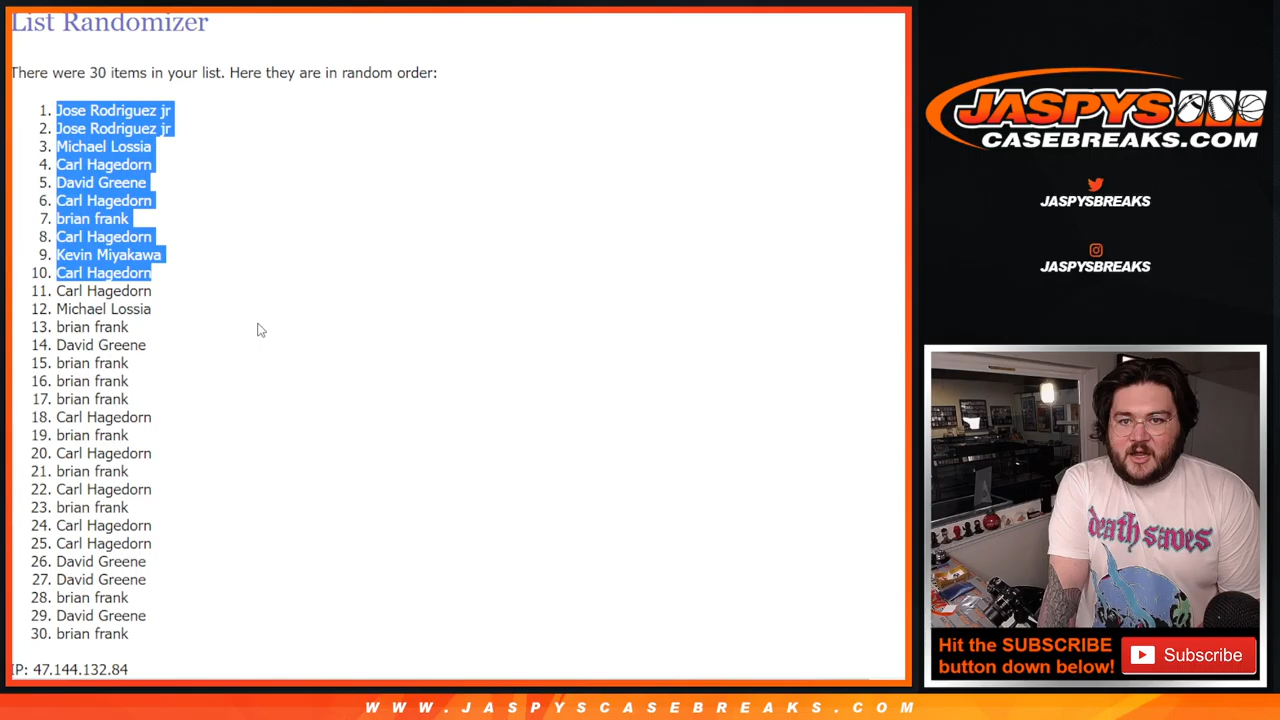 List Randomizer
There were 30 items in your list. Here they are in random order:
1. Jose Rodriguez jr
2. Jose Rodriguez jr
3. Michael Lossia
4. Carl Hagedorn
5. David Greene
6. Carl Hagedorn
7. brian frank
8. Carl Hagedorn
9. Kevin Miyakawa
10. Carl Hagedorn
11. Carl Hagedorn
12. Michael Lossia
13. brian frank
14. David Greene
15. brian frank
16. brian frank
17. brian frank
18. Carl Hagedorn
19. brian frank
20. Carl Hagedorn
21. brian frank
22. Carl Hagedorn
23. brian frank
24. Carl Hagedorn
25. Carl Hagedorn
26. David Greene
27. David Greene
28. brian frank
29. David Greene
30. brian frank
IP: 47.144.132.84
JASPYS
CASEBREAKS.COM
JASPYSBREAKS
JASPYSBREAKS
death saves
Hit the SUBSCRIBE
button down below!
Subscribe
WWW.JASPYSCASEBREAKS.COM